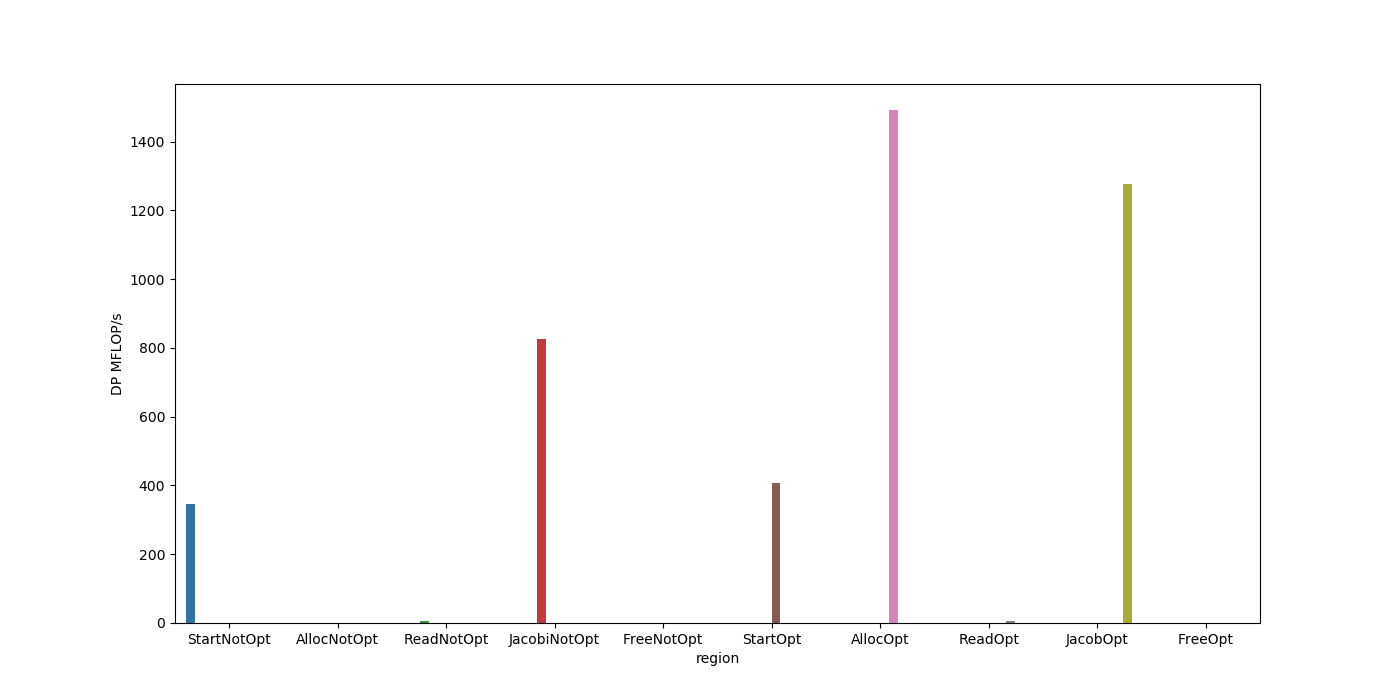 DP MFLOP/s
1400
1200
1000
800
600
400
200
0
StartNotOpt AllocNotOpt ReadNotOpt JacobiNotOpt FreeNotOpt StartOpt AllocOpt ReadOpt JacobOpt FreeOpt
region